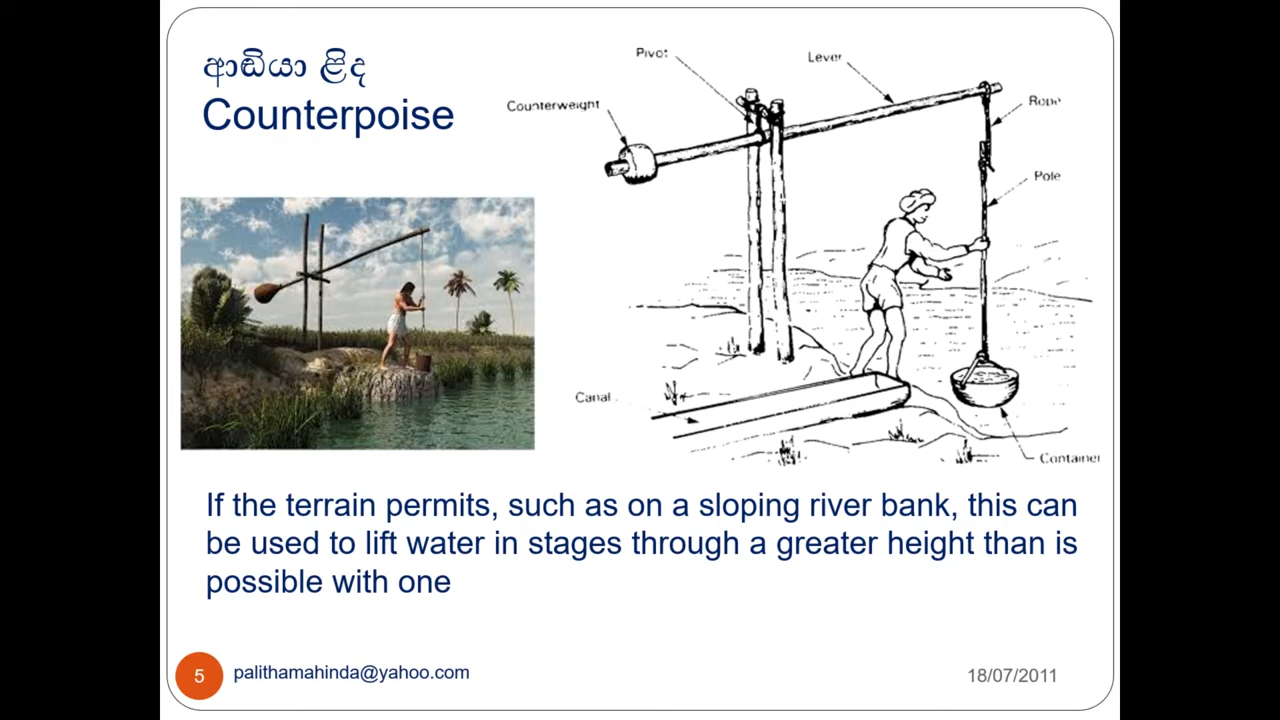 ආඬියා ළිඳ
Counterpoise
Pivot
Lever
Counterweight
Rope
Pole
Canal
Container
If the terrain permits, such as on a sloping river bank, this can
be used to lift water in stages through a greater height than is
possible with one
5
palithamahinda@yahoo.com
18/07/2011